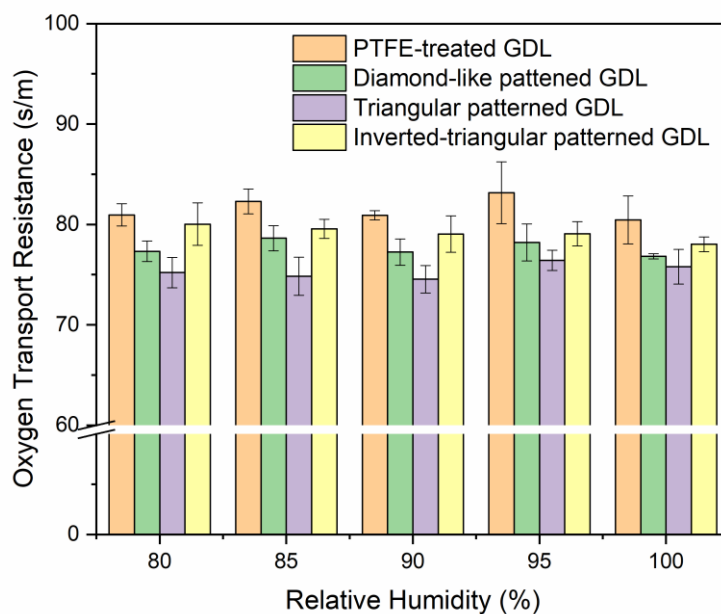 PTFE-treated GDL
Diamond-like pattened GDL
Triangular patterned GDL
Inverted-triangular patterned GDL
Oxygen Transport Resistance (s/m)
100
90
80
70
60
0
80 85 90 95 100
Relative Humidity (%)